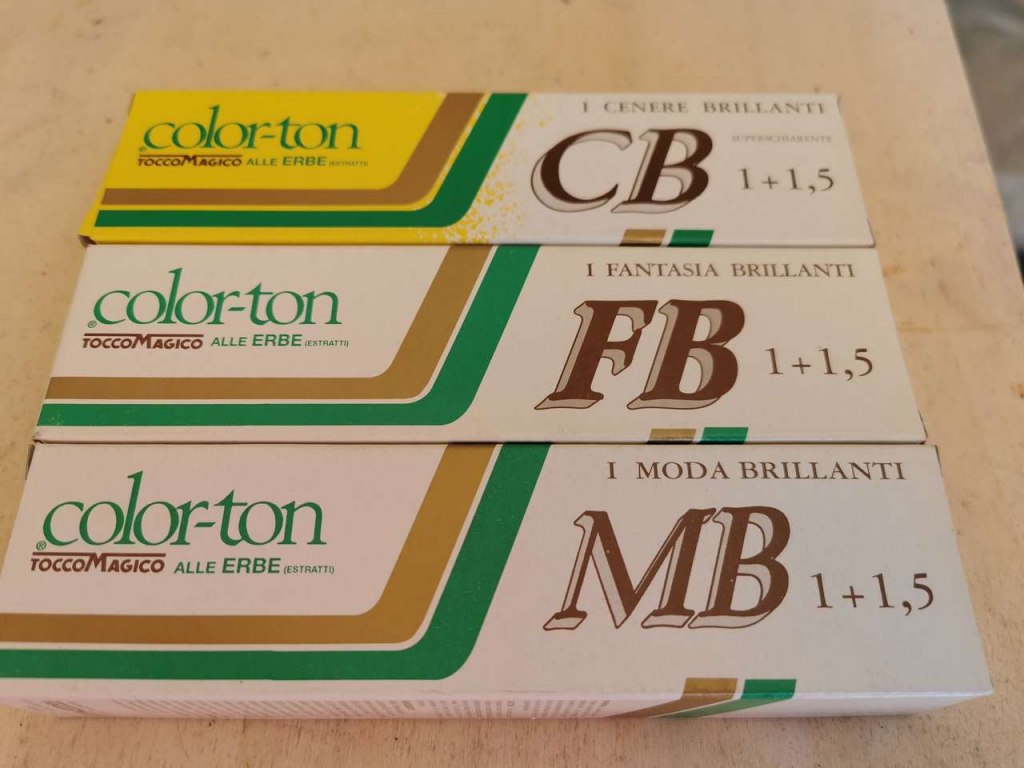 color-ton
®
TOCCOMAGICO ALLE ERBE (ESTRATTI)
I CENERE BRILLANTI
SUPERSCHIARENTE
CB 1+1,5
color-ton
®
TOCCOMAGICO ALLE ERBE (ESTRATTI)
I FANTASIA BRILLANTI
FB 1+1,5
color-ton
®
TOCCOMAGICO ALLE ERBE (ESTRATTI)
I MODA BRILLANTI
MB 1+1,5